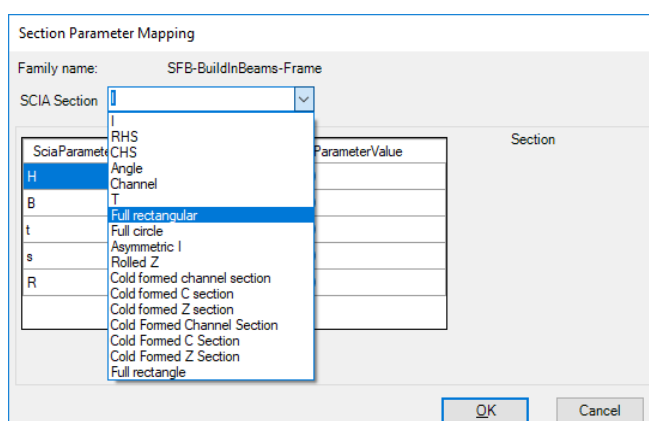 Section Parameter Mapping
Family name: SFB-BuildInBeams-Frame
SCIA Section I
Section
SciaParamete ParameterValue
H
B
t
s
R
I
RHS
CHS
Angle
Channel
T
Full rectangular
Full circle
Asymmetric I
Rolled Z
Cold formed channel section
Cold formed C section
Cold formed Z section
Cold Formed Channel Section
Cold Formed C Section
Cold Formed Z Section
Full rectangle
OK Cancel